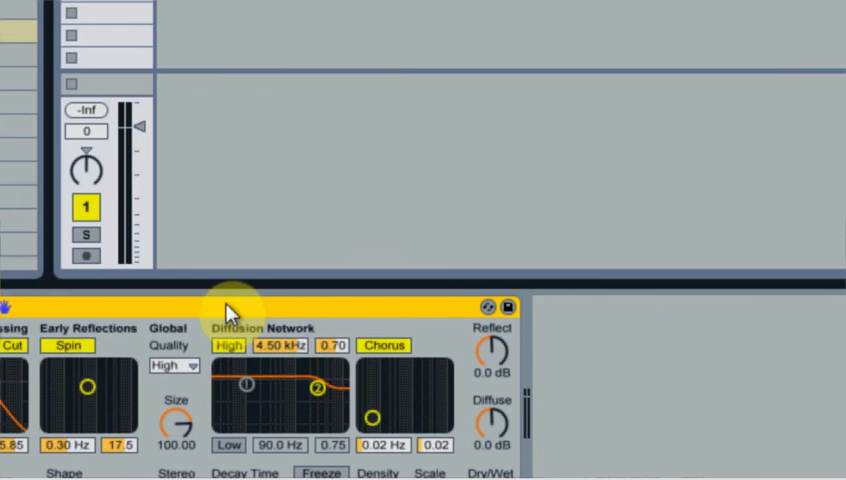 -Inf
0
1
S
ssing Early Reflections Global Diffusion Network Reflect
Cut Spin Quality High 4.50 kHz 0.70 Chorus
High
0.0 dB
1
2
Size Diffuse
5.85 0.30 Hz 17.5 100.00 Low 90.0 Hz 0.75 0.02 Hz 0.02 0.0 dB
Shape Stereo Decay Time Freeze Density Scale Dry/Wet